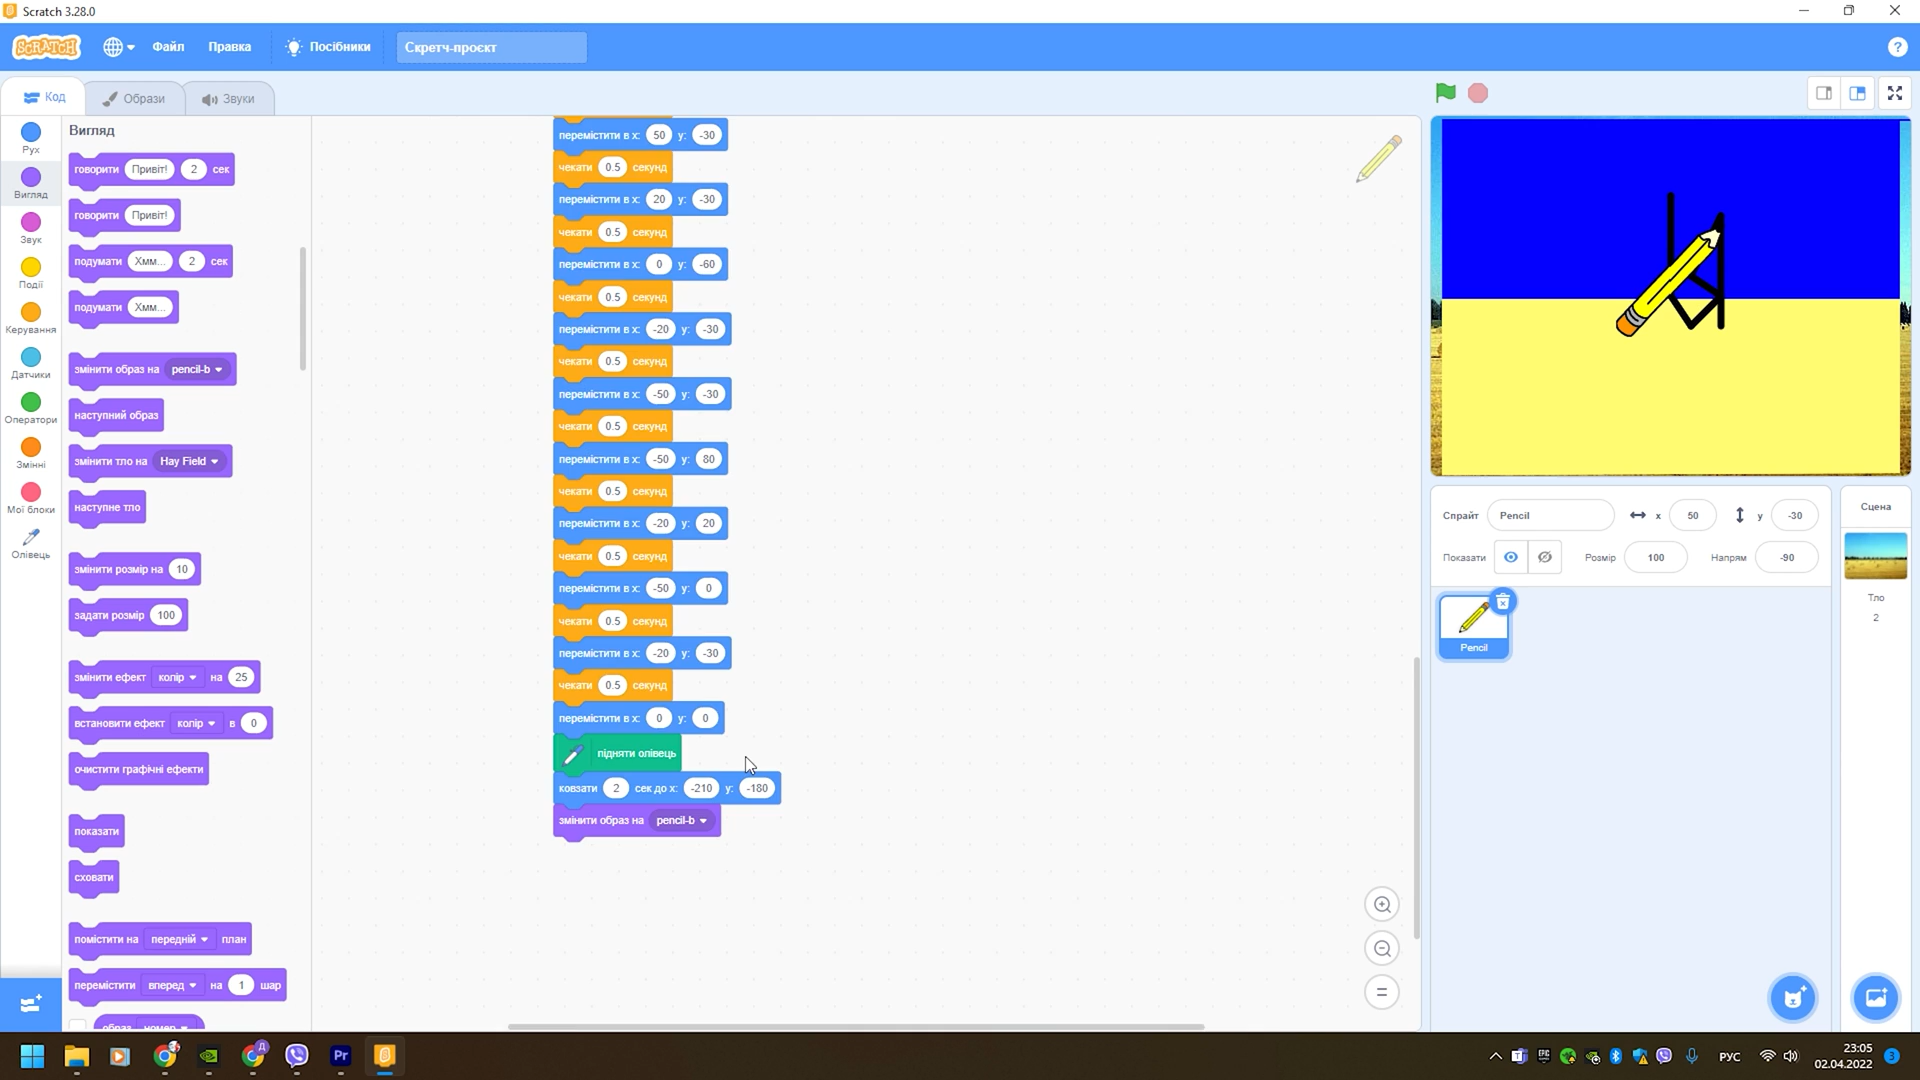 Scratch 3.28.0
SCRATCH Файл Правка Посібники Скретч-проєкт ?
Код Образи Звуки
Рух
Вигляд
Звук
Події
Керування
Датчики
Оператори
Змінні
Мої блоки
Олівець
Вигляд
говорити Привіт! 2 сек
говорити Привіт!
подумати Хмм... 2 сек
подумати Хмм...
змінити образ на pencil-b
наступний образ
змінити тло на Hay Field
наступне тло
змінити розмір на 10
задати розмір 100
змінити ефект колір на 25
встановити ефект колір в 0
очистити графічні ефекти
показати
сховати
помістити на передній план
перемістити вперед на 1 шар
образ номер
перемістити в x: 50 y: -30
чекати 0.5 секунд
перемістити в x: 20 y: -30
чекати 0.5 секунд
перемістити в x: 0 y: -60
чекати 0.5 секунд
перемістити в x: -20 y: -30
чекати 0.5 секунд
перемістити в x: -50 y: -30
чекати 0.5 секунд
перемістити в x: -50 y: 80
чекати 0.5 секунд
перемістити в x: -20 y: 20
чекати 0.5 секунд
перемістити в x: -50 y: 0
чекати 0.5 секунд
перемістити в x: -20 y: -30
чекати 0.5 секунд
перемістити в x: 0 y: 0
підняти олівець
ковзати 2 сек до x: -210 y: -180
змінити образ на pencil-b
Спрайт Pencil x 50 y -30
Показати Розмір 100 Напрям -90
Pencil
Сцена
Тло
2
Pr
РУС
23:05
02.04.2022
3